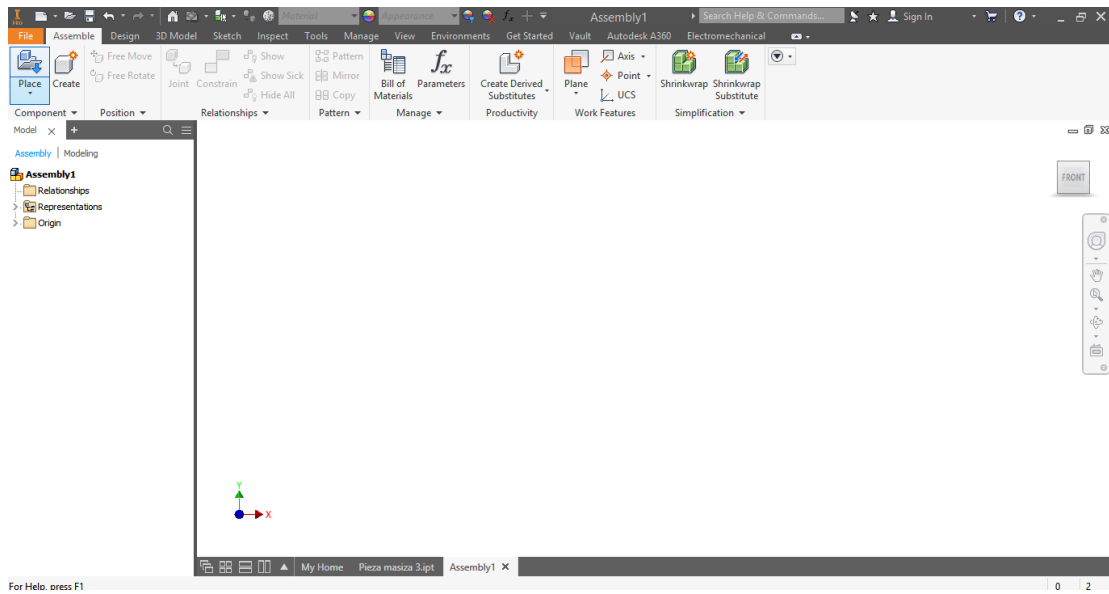 PRO Material Appearance Assembly1 Search Help & Commands... Sign In
File Assemble Design 3D Model Sketch Inspect Tools Manage View Environments Get Started Vault Autodesk A360 Electromechanical
Place Create Free Move Joint Constrain Show Pattern Bill of Materials Parameters Create Derived Substitutes Plane Axis Shrinkwrap Shrinkwrap Substitute
Free Rotate Show Sick Mirror Point
Hide All Copy UCS
Component Position Relationships Pattern Manage Productivity Work Features Simplification
Model
Assembly | Modeling
Assembly1
Relationships
Representations
Origin
FRONT
Y
X
My Home Pieza masiza 3.ipt Assembly1
For Help, press F1 0 2